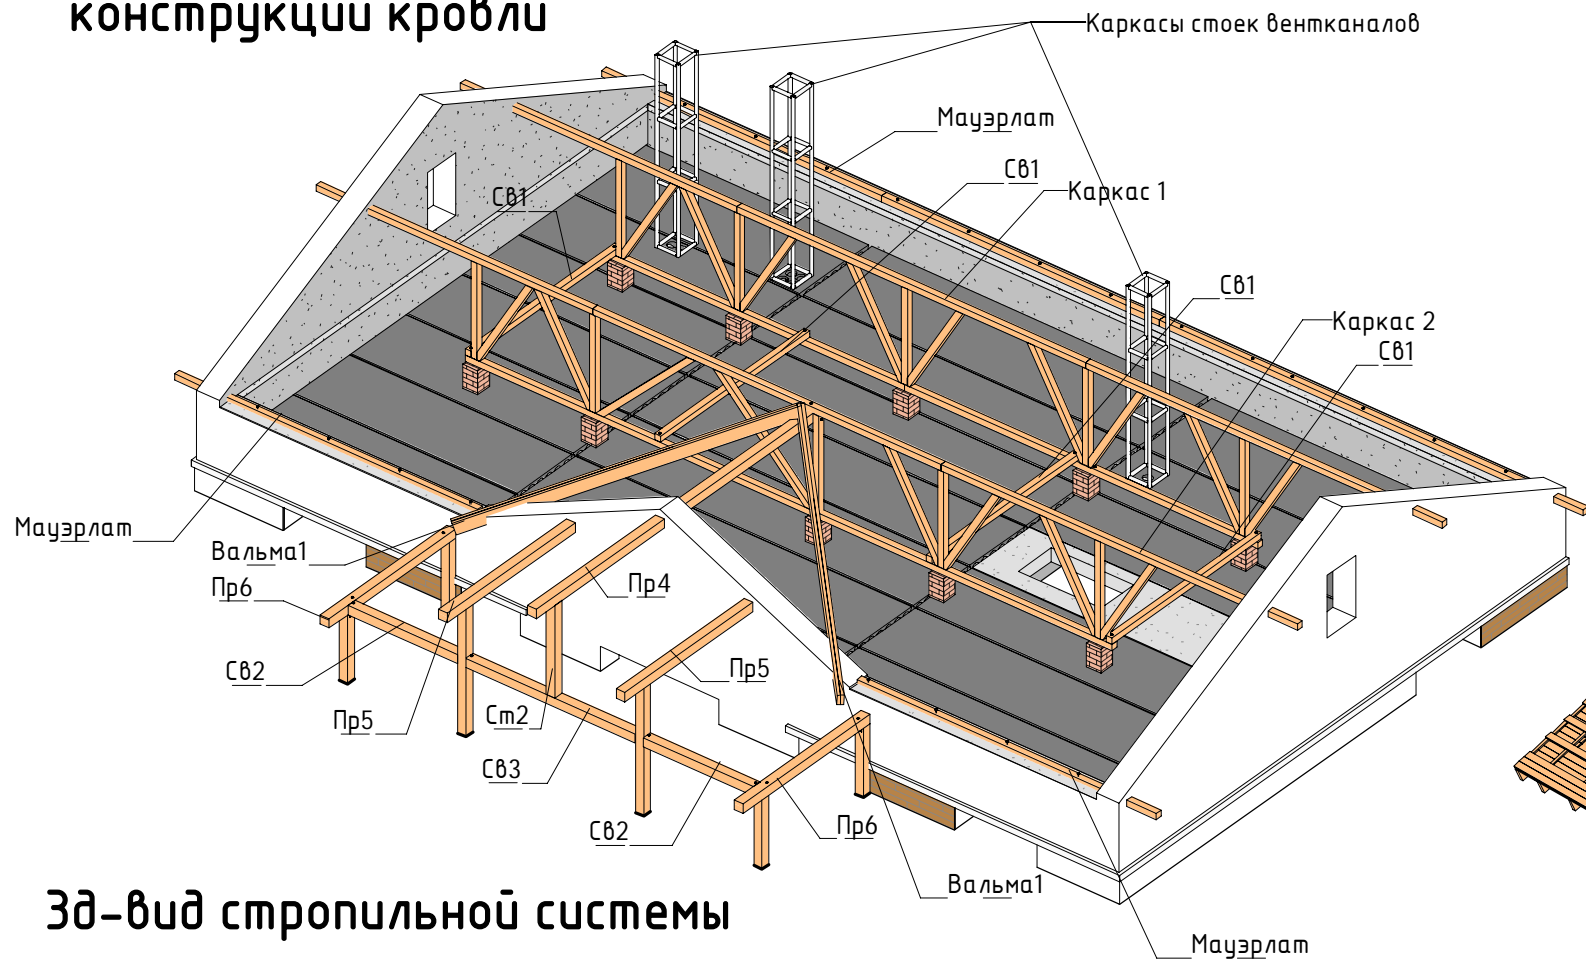 конструкции кровли
Каркасы стоек вентканалов
Мауэрлат
Св1
Каркас 1
Св1
Св1
Каркас 2
Св1
Мауэрлат
Вальма1
Пр6
Пр4
Св2
Пр5
Пр5
Ст2
Св3
Св2
Пр6
Вальма1
3д-вид стропильной системы
Мауэрлат